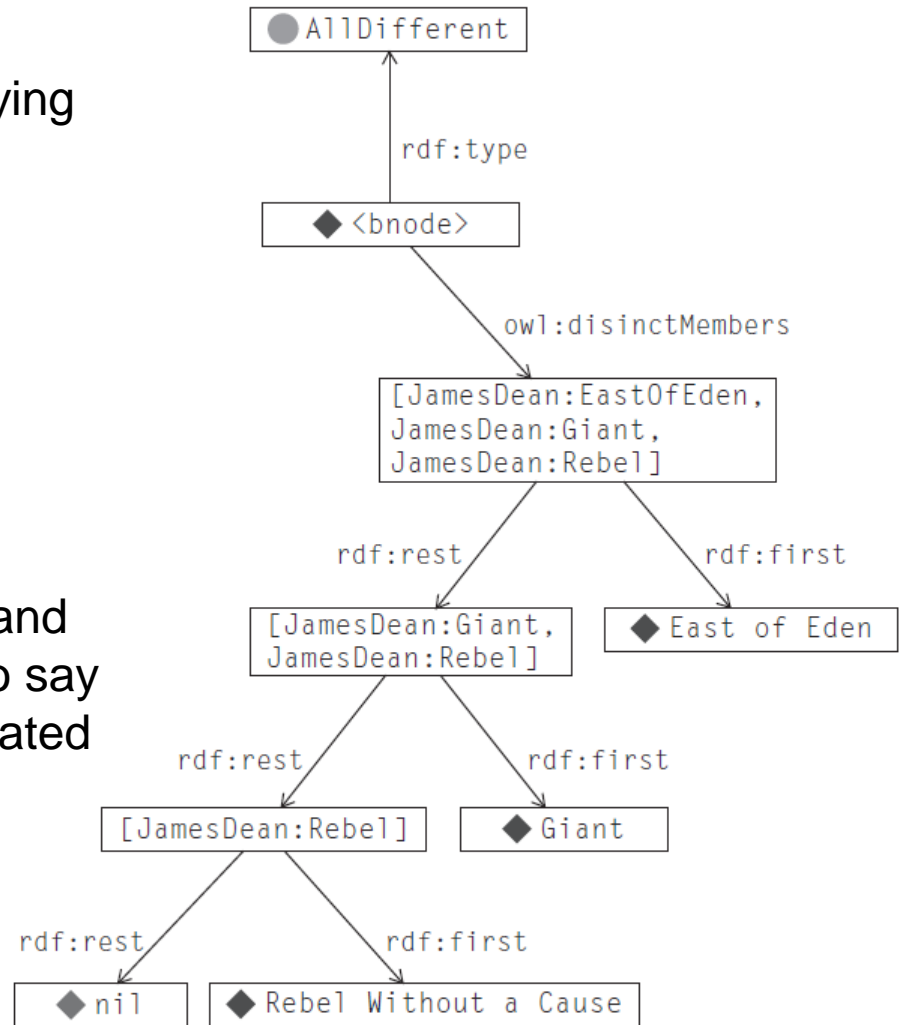 AllDifferent
ying
rdf:type
<bnode>
owl:disinctMembers
[JamesDean:EastOfEden,
JamesDean:Giant,
JamesDean:Rebel]
rdf:rest
rdf:first
and
[JamesDean:Giant,
JamesDean:Rebel]
East of Eden
o say
ated
rdf:rest
rdf:first
[JamesDean:Rebel]
Giant
rdf:rest
rdf:first
nil
Rebel Without a Cause